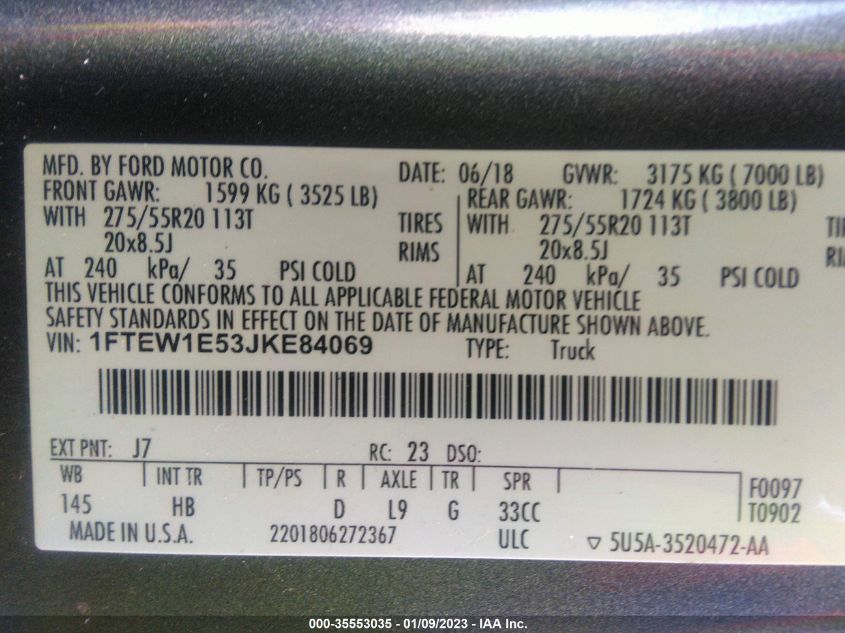 MFD. BY FORD MOTOR CO. DATE: 06/18 GVWR: 3175 KG ( 7000 LB)
FRONT GAWR: 1599 KG ( 3525 LB) REAR GAWR: 1724 KG ( 3800 LB)
WITH 275/55R20 113T TIRES WITH 275/55R20 113T
20x8.5J RIMS 20x8.5J
AT 240 kPa/ 35 PSI COLD AT 240 kPa/ 35 PSI COLD
THIS VEHICLE CONFORMS TO ALL APPLICABLE FEDERAL MOTOR VEHICLE
SAFETY STANDARDS IN EFFECT ON THE DATE OF MANUFACTURE SHOWN ABOVE.
VIN: 1FTEW1E53JKE84069 TYPE: Truck
EXT PNT: J7 RC: 23 DSO:
WB INT TR TP/PS R AXLE TR SPR F0097
145 HB D L9 G 33CC T0902
MADE IN U.S.A. 2201806272367 ULC ▽ 5U5A-3520472-AA
000-35553035 - 01/09/2023 - IAA Inc.